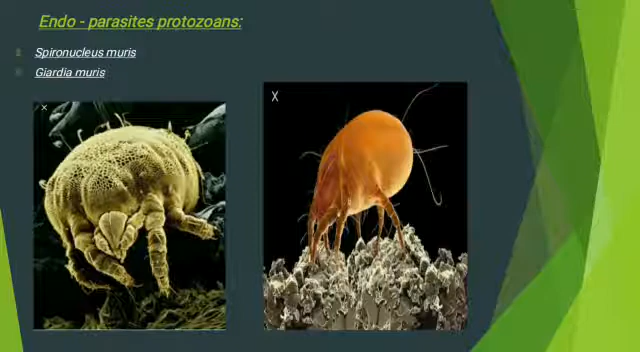 Endo - parasites protozoans:
Spironucleus muris
Giardia muris
X
X